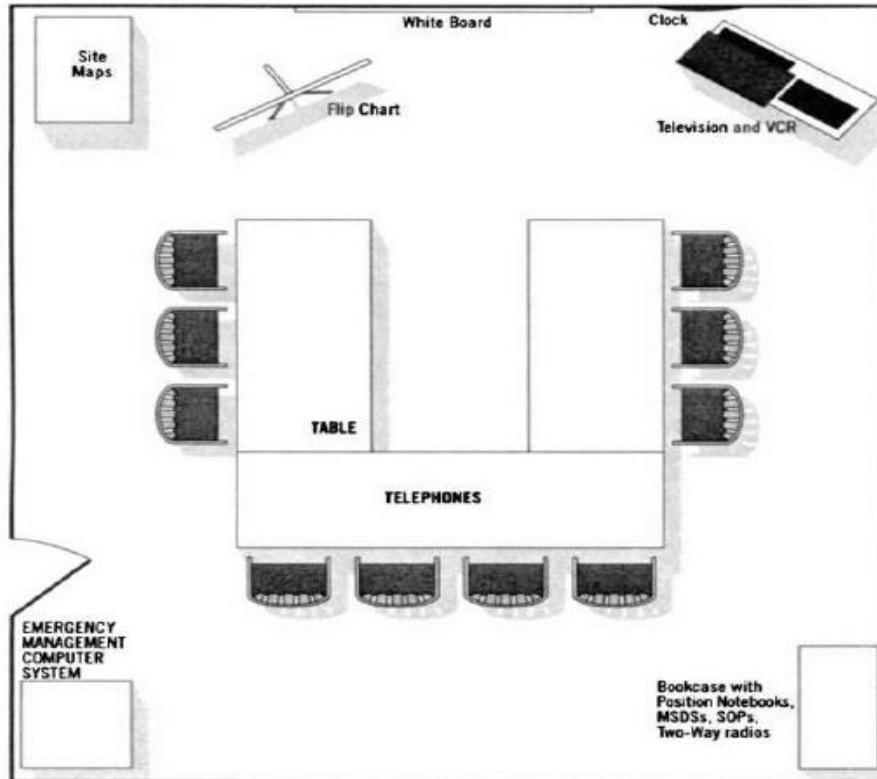 White Board
Clock
Site
Maps
Flip Chart
Television and VCR
TABLE
TELEPHONES
EMERGENCY
MANAGEMENT
COMPUTER
SYSTEM
Bookcase with
Position Notebooks,
MSDSs, SOPs,
Two-Way radios